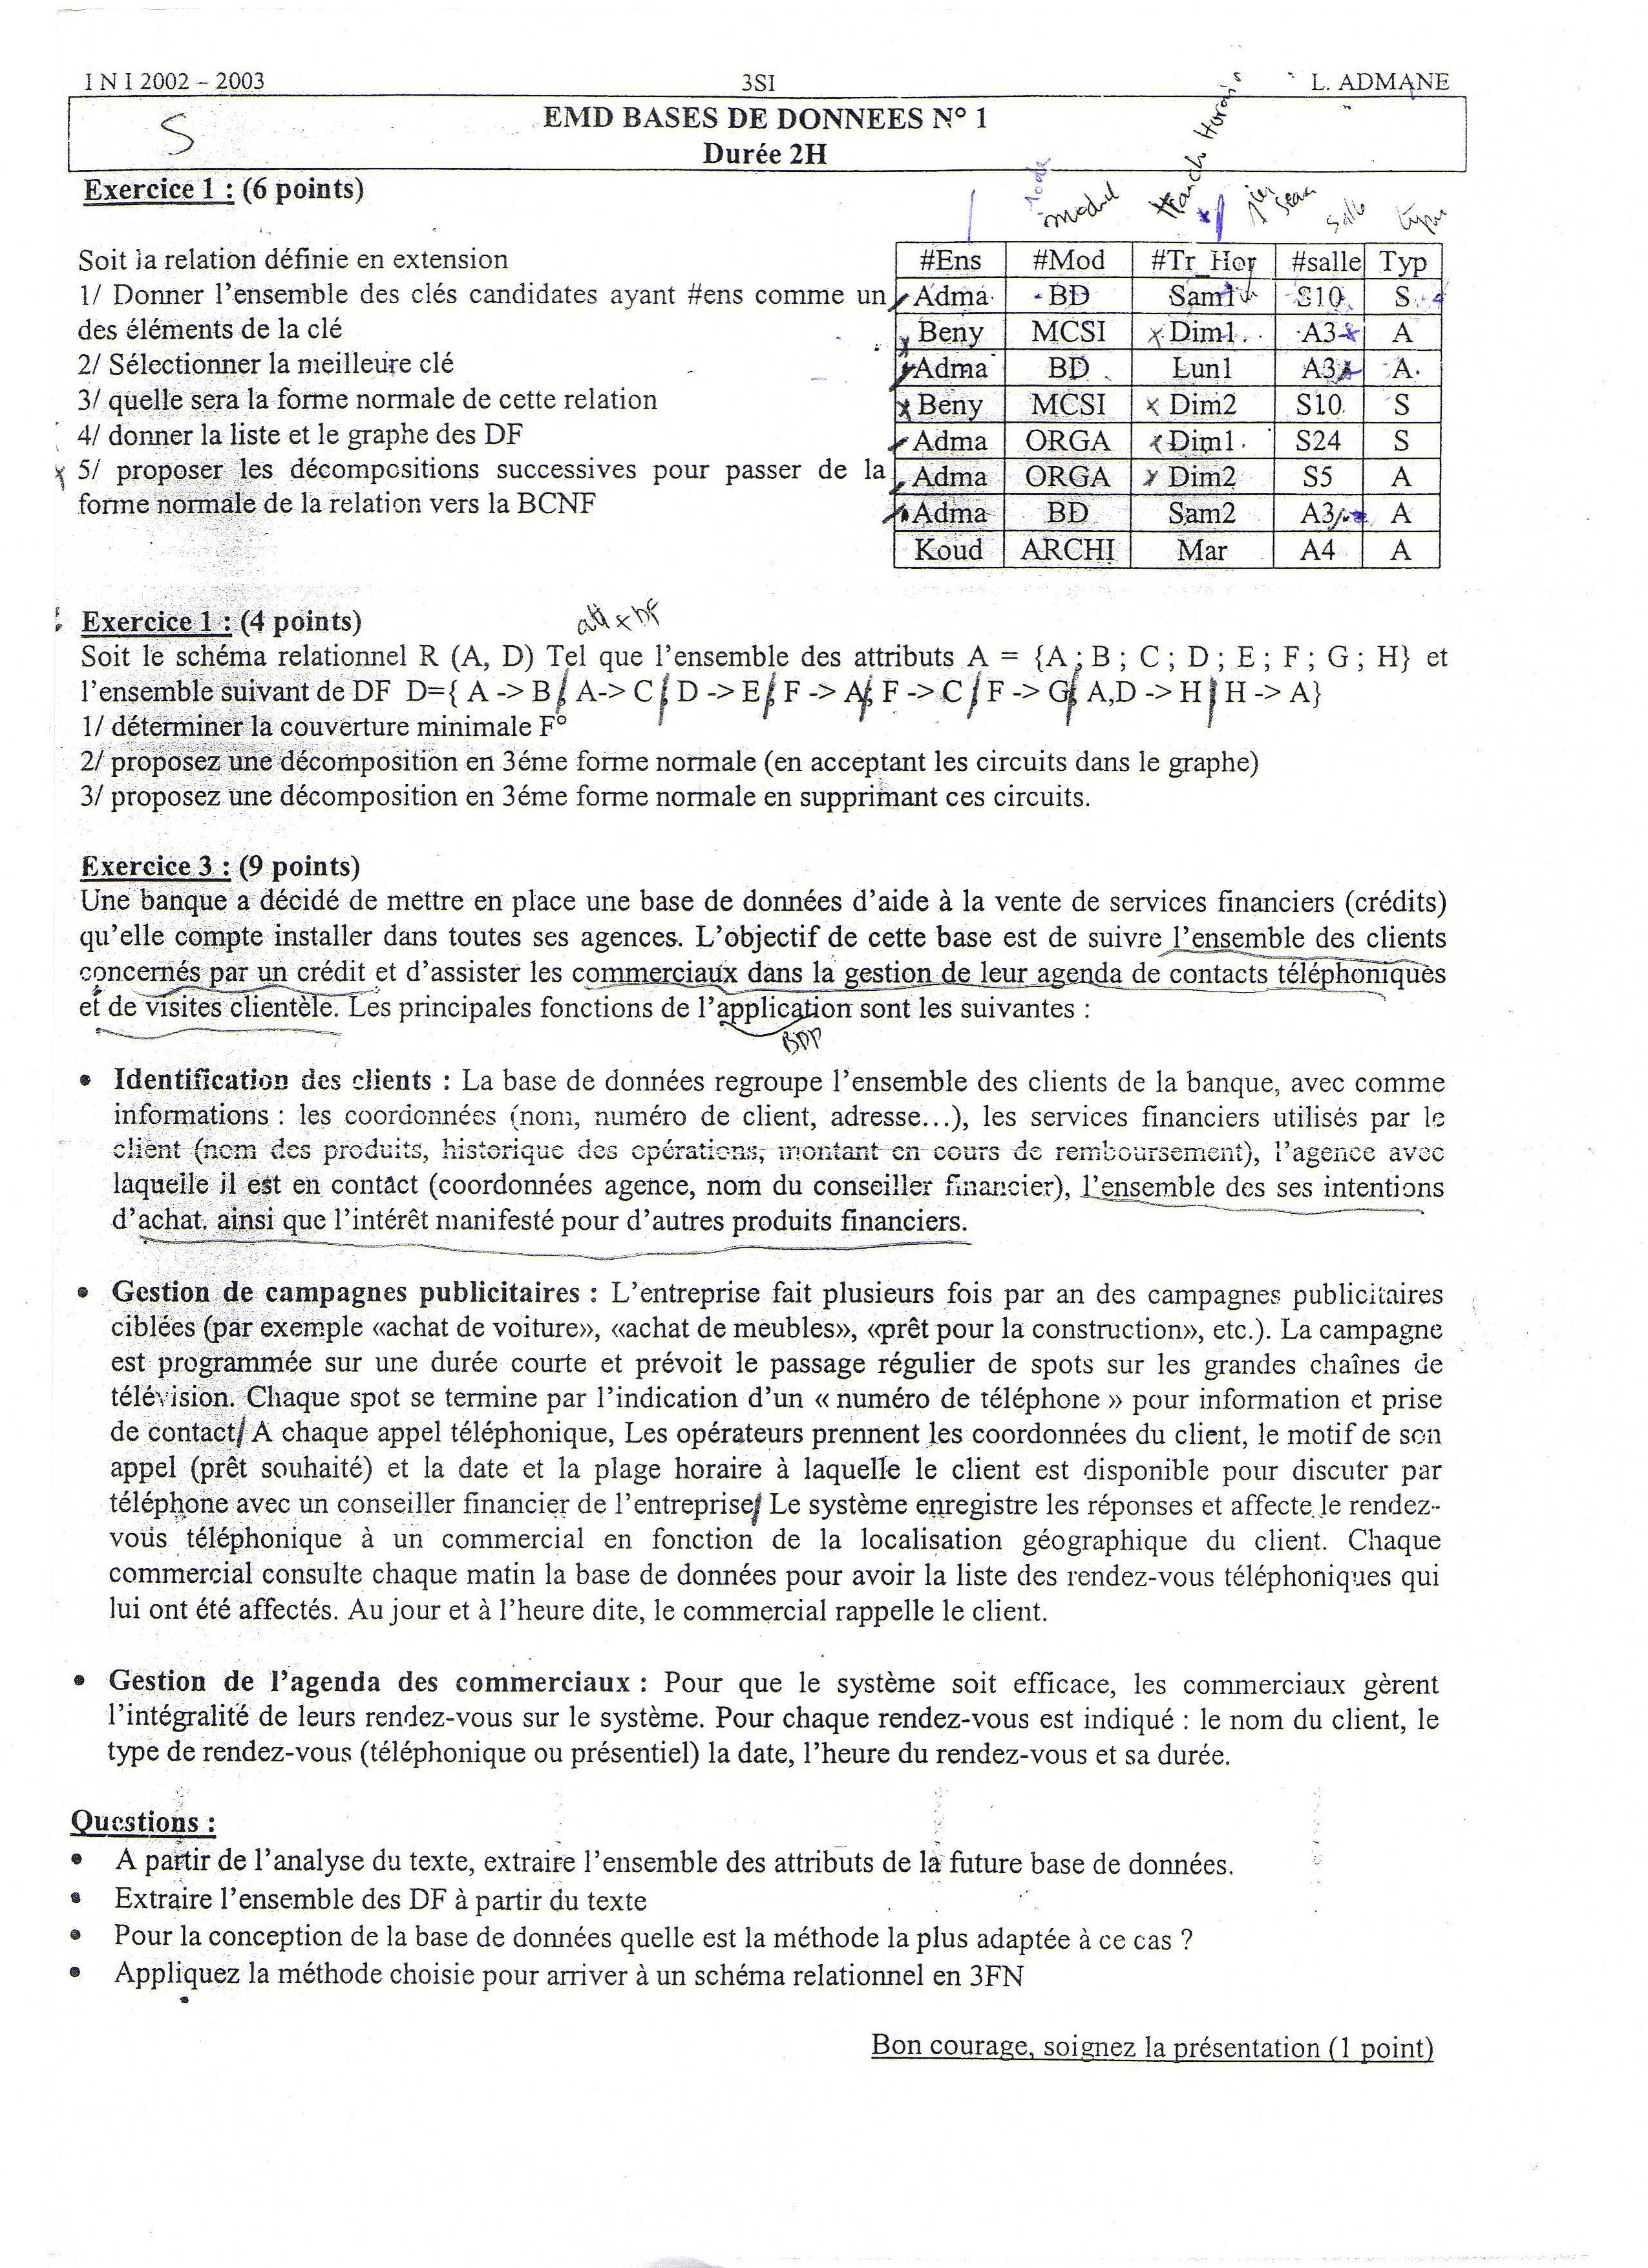 I N I 2002 – 2003 3SI L. ADMANE
EMD BASES DE DONNEES N° 1
Durée 2H
S
Exercice 1 : (6 points)
modul
salle
type
Soit la relation définie en extension
1/ Donner l'ensemble des clés candidates ayant #ens comme un
des éléments de la clé
2/ Sélectionner la meilleure clé
3/ quelle sera la forme normale de cette relation
4/ donner la liste et le graphe des DF
5/ proposer les décompositions successives pour passer de la
forme normale de la relation vers la BCNF
#Ens #Mod #Tr_Hor #salle Typ
Adma BD Sam1 S10 S
Beny MCSI Dim1 A3 A
Adma BD Lun1 A3 A
Beny MCSI Dim2 S10 S
Adma ORGA Dim1 S24 S
Adma ORGA Dim2 S5 A
Adma BD Sam2 A3 A
Koud ARCHI Mar A4 A
Exercice 1 : (4 points)
att x DF
Soit le schéma relationnel R (A, D) Tel que l'ensemble des attributs A = {A ; B ; C ; D ; E ; F ; G ; H} et
l'ensemble suivant de DF D={ A -> B ; A-> C ; D -> E ; F -> A ; F -> C ; F -> G ; A,D -> H ; H -> A}
1/ déterminer la couverture minimale F°
2/ proposez une décomposition en 3éme forme normale (en acceptant les circuits dans le graphe)
3/ proposez une décomposition en 3éme forme normale en supprimant ces circuits.
Exercice 3 : (9 points)
Une banque a décidé de mettre en place une base de données d'aide à la vente de services financiers (crédits)
qu'elle compte installer dans toutes ses agences. L'objectif de cette base est de suivre l'ensemble des clients
concernés par un crédit et d'assister les commerciaux dans la gestion de leur agenda de contacts téléphoniques
et de visites clientèle. Les principales fonctions de l'application sont les suivantes :
• Identification des clients : La base de données regroupe l'ensemble des clients de la banque, avec comme
informations : les coordonnées (nom, numéro de client, adresse…), les services financiers utilisés par le
client (nom des produits, historique des opérations, montant en cours de remboursement), l'agence avec
laquelle il est en contact (coordonnées agence, nom du conseiller financier), l'ensemble des ses intentions
d'achat. ainsi que l'intérêt manifesté pour d'autres produits financiers.
• Gestion de campagnes publicitaires : L'entreprise fait plusieurs fois par an des campagnes publicitaires
ciblées (par exemple «achat de voiture», «achat de meubles», «prêt pour la construction», etc.). La campagne
est programmée sur une durée courte et prévoit le passage régulier de spots sur les grandes chaînes de
télévision. Chaque spot se termine par l'indication d'un « numéro de téléphone » pour information et prise
de contact/ A chaque appel téléphonique, Les opérateurs prennent les coordonnées du client, le motif de son
appel (prêt souhaité) et la date et la plage horaire à laquelle le client est disponible pour discuter par
téléphone avec un conseiller financier de l'entreprise/ Le système enregistre les réponses et affecte le rendez-
vous téléphonique à un commercial en fonction de la localisation géographique du client. Chaque
commercial consulte chaque matin la base de données pour avoir la liste des rendez-vous téléphoniques qui
lui ont été affectés. Au jour et à l'heure dite, le commercial rappelle le client.
• Gestion de l'agenda des commerciaux : Pour que le système soit efficace, les commerciaux gèrent
l'intégralité de leurs rendez-vous sur le système. Pour chaque rendez-vous est indiqué : le nom du client, le
type de rendez-vous (téléphonique ou présentiel) la date, l'heure du rendez-vous et sa durée.
Questions :
• A partir de l'analyse du texte, extraire l'ensemble des attributs de la future base de données.
• Extraire l'ensemble des DF à partir du texte
• Pour la conception de la base de données quelle est la méthode la plus adaptée à ce cas ?
• Appliquez la méthode choisie pour arriver à un schéma relationnel en 3FN
Bon courage, soignez la présentation (1 point)